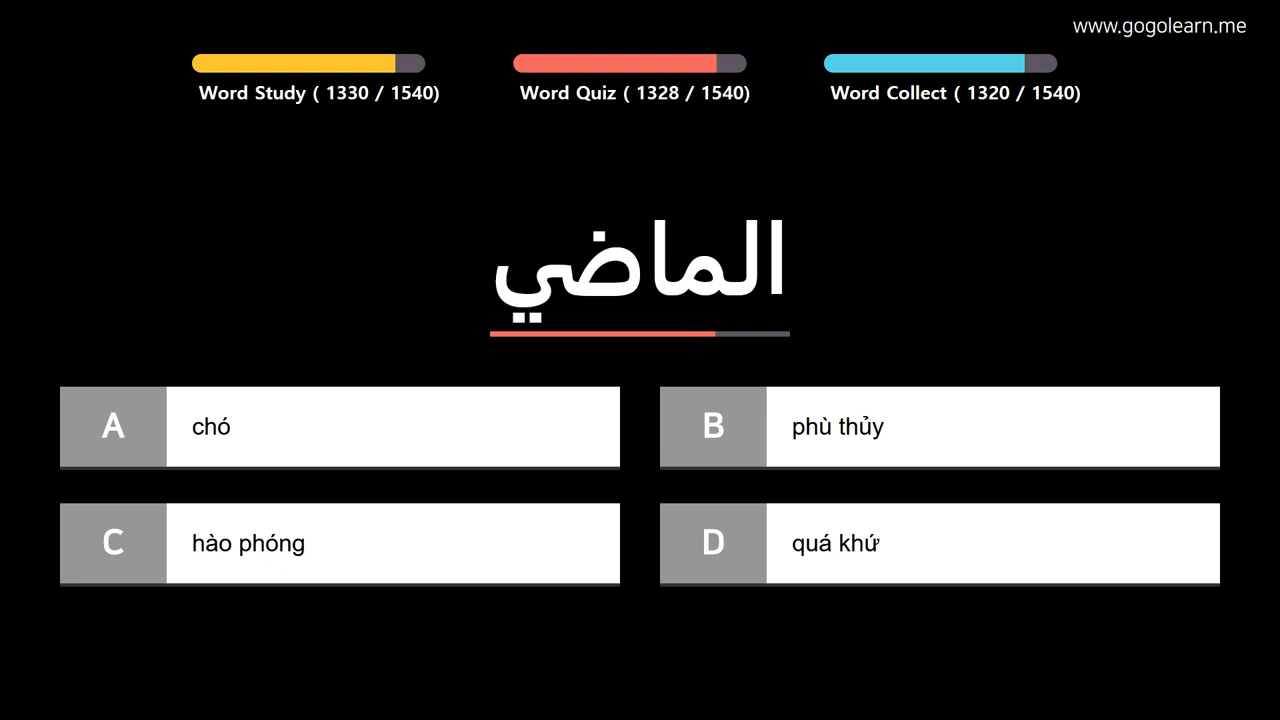 www.gogolearn.me
Word Study ( 1330 / 1540)
Word Quiz ( 1328 / 1540)
Word Collect ( 1320 / 1540)
الماضي
A chó
B phù thủy
C hào phóng
D quá khứ